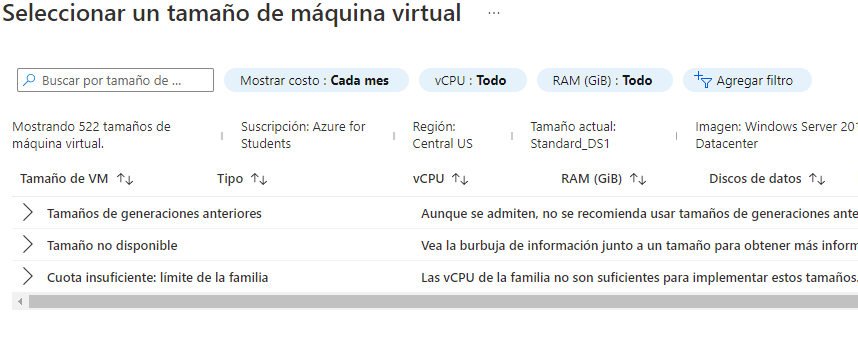 Seleccionar un tamaño de máquina virtual ...
Buscar por tamaño de ... Mostrar costo : Cada mes vCPU : Todo RAM (GiB) : Todo Agregar filtro
Mostrando 522 tamaños de máquina virtual. Suscripción: Azure for Students Región: Central US Tamaño actual: Standard_DS1 Imagen: Windows Server 201 Datacenter
Tamaño de VM ↑↓ Tipo ↑↓ vCPU ↑↓ RAM (GiB) ↑↓ Discos de datos ↑↓
Tamaños de generaciones anteriores Aunque se admiten, no se recomienda usar tamaños de generaciones ante
Tamaño no disponible Vea la burbuja de información junto a un tamaño para obtener más inform
Cuota insuficiente: límite de la familia Las vCPU de la familia no son suficientes para implementar estos tamaños.